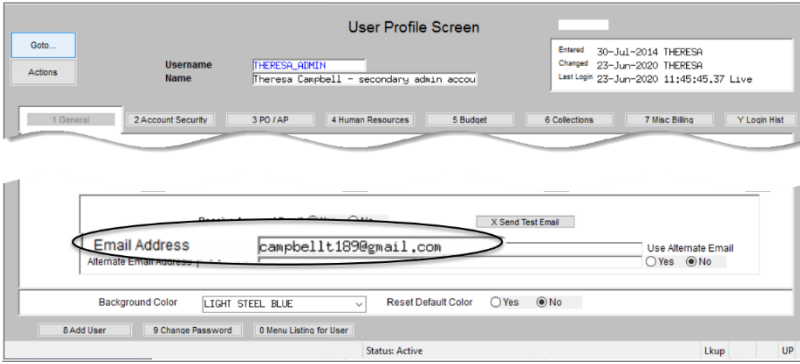 User Profile Screen
Goto...
Actions
Username THERESA_ADMIN
Name Theresa Campbell - secondary admin accou
Entered 30-Jul-2014 THERESA
Changed 23-Jun-2020 THERESA
Last Login 23-Jun-2020 11:45:45.37 Live
1 General 2 Account Security 3 PO / AP 4 Human Resources 5 Budget 6 Collections 7 Misc Billing Y Login Hist
X Send Test Email
Email Address campbellt189@gmail.com
Use Alternate Email
Alternate Email Address
Yes No
Background Color LIGHT STEEL BLUE Reset Default Color Yes No
8 Add User 9 Change Password 0 Menu Listing for User
Status: Active Lkup UP